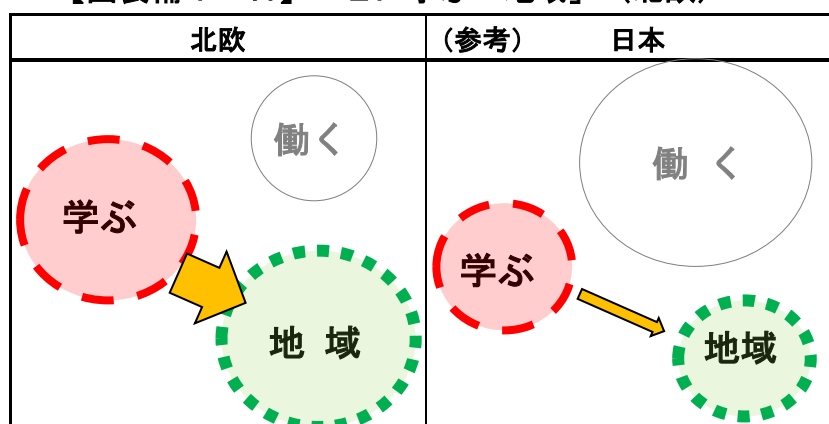 北欧
(参考) 日本
働く
学ぶ
地 域
働 く
学ぶ
地域